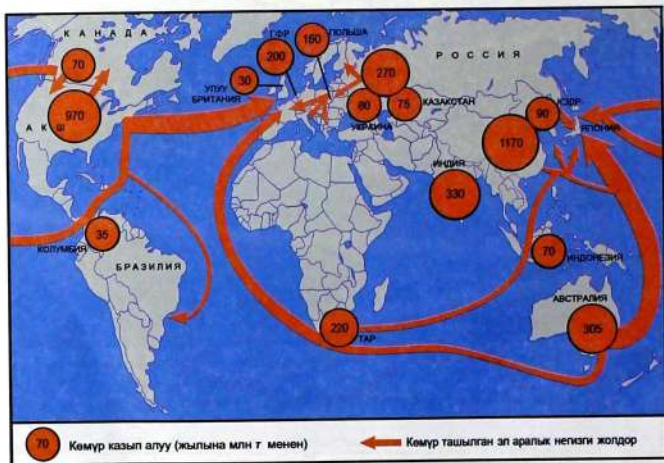 КАНАДА
70
ГФР
200
150
ПОЛЬША
РОССИЯ
270
30
УЛУУ
БРИТАНИЯ
80
УКРАИНА
75
КАЗАКСТАН
970
АКШ
90
КЭДР
ЯПОНИЯ
1170
ИНДИЯ
330
35
КОЛУМБИЯ
БРАЗИЛИЯ
70
ИНДОНЕЗИЯ
АВСТРАЛИЯ
305
220
ТАР
70 Көмүр казып алуу (жылына млн т менен)
Көмүр ташылган эл аралык негизги жолдор